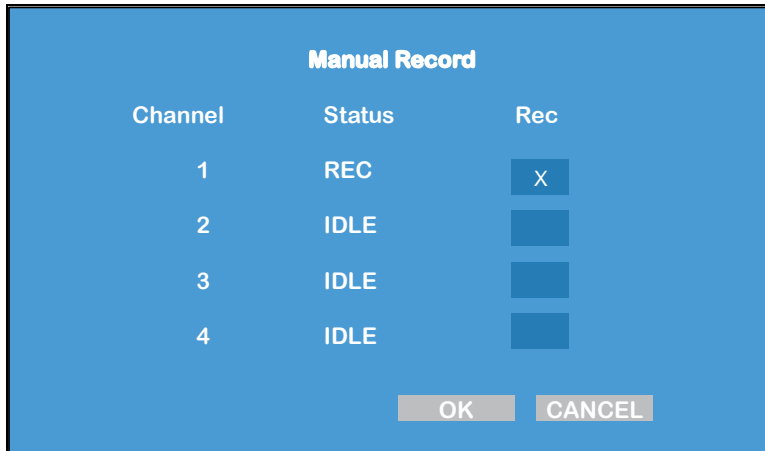 Manual Record
Channel Status Rec
1 REC X
2 IDLE
3 IDLE
4 IDLE
OK CANCEL